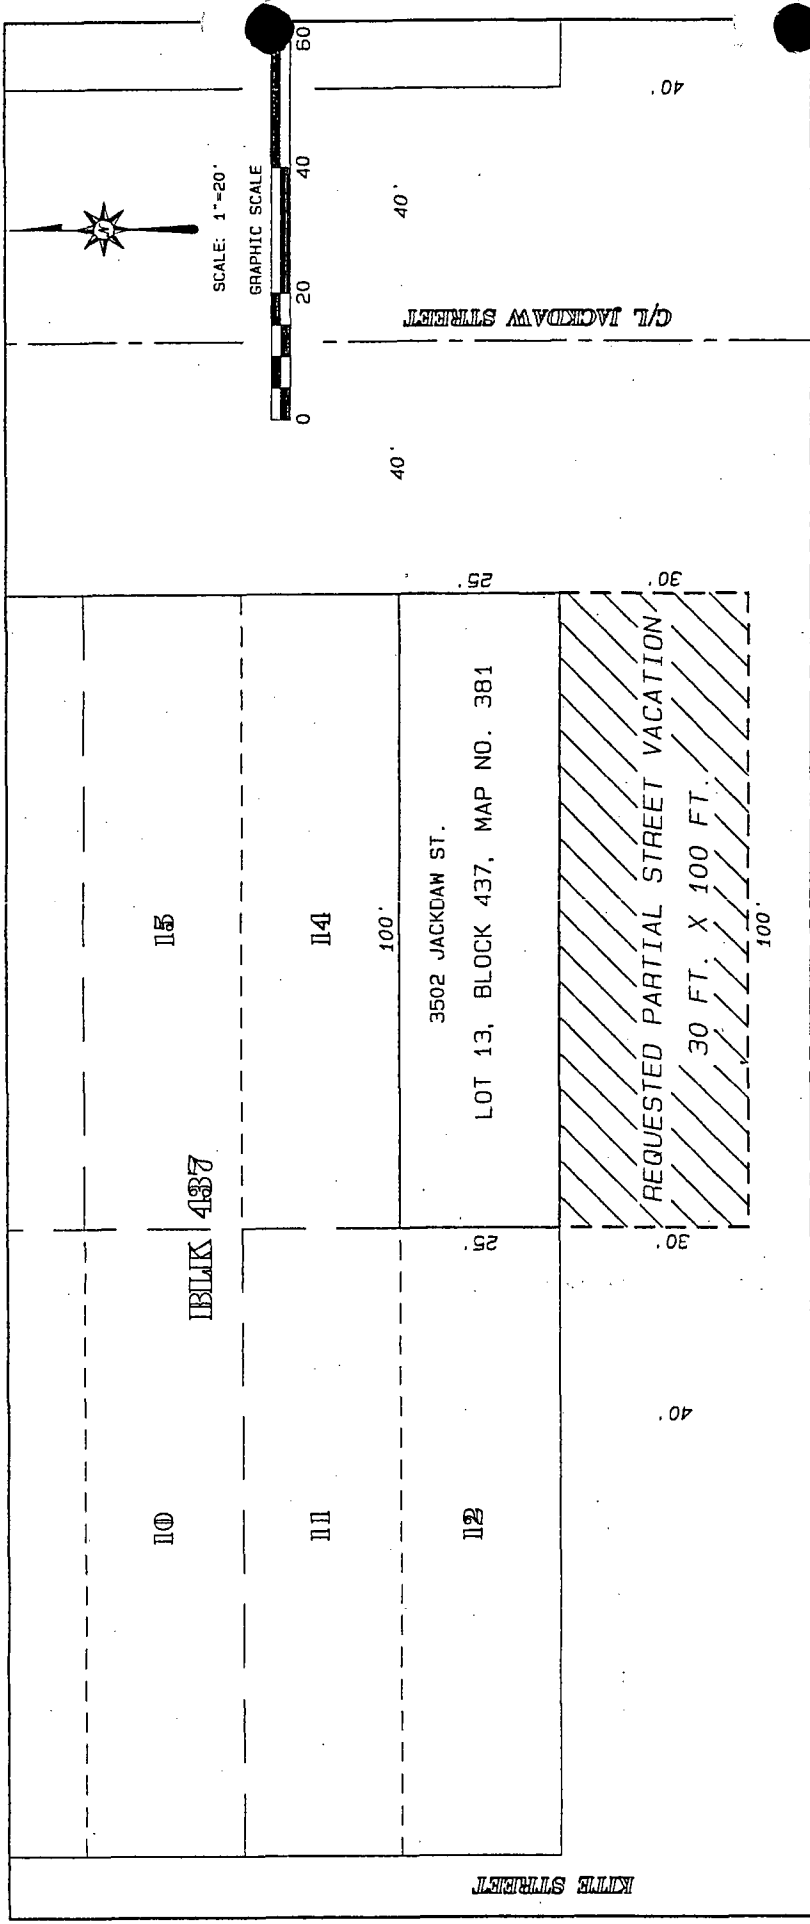 SCALE: 1"=20'
GRAPHIC SCALE
0 20 40 60
40'
40'
40'
C/L JACKDAW STREET
15
14
BLK 437
100'
3502 JACKDAW ST.
LOT 13, BLOCK 437, MAP NO. 381
25'
25'
REQUESTED PARTIAL STREET VACATION
30 FT. X 100 FT.
30'
30'
100'
10
11
12
40'
KITE STREET
N